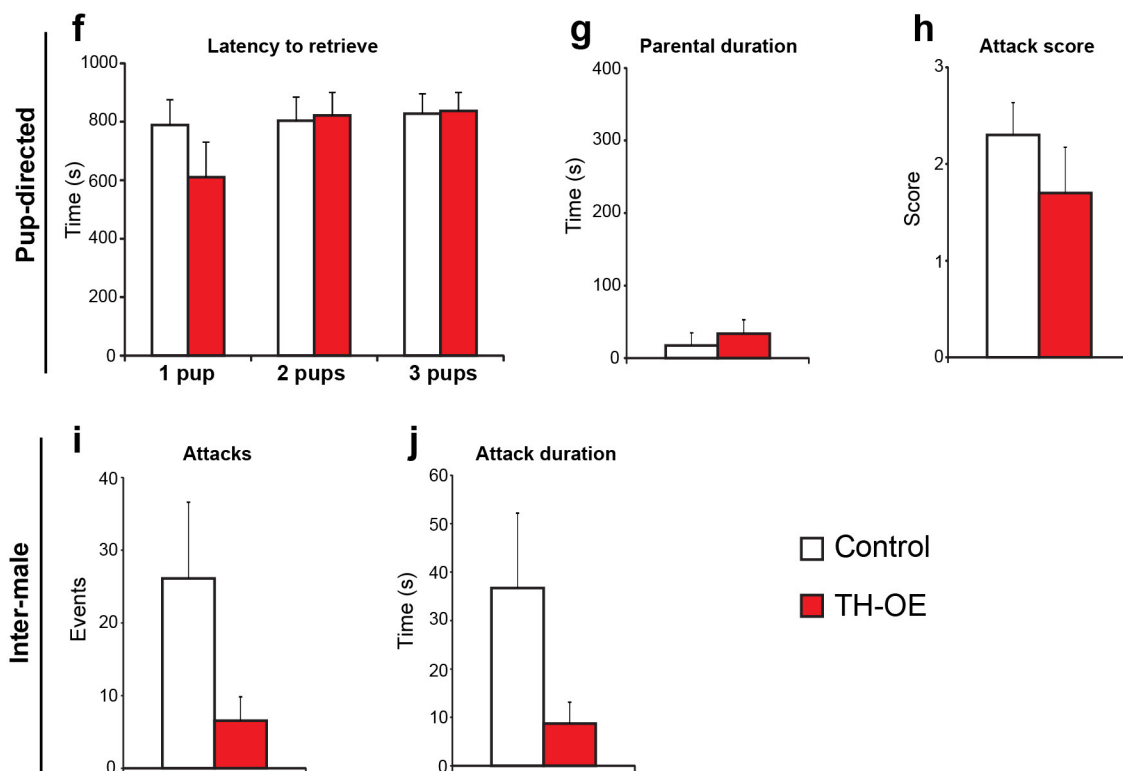 Pup-directed
f
Latency to retrieve
Time (s)
1000
800
600
400
200
0
1 pup
2 pups
3 pups
g
Parental duration
Time (s)
400
300
200
100
0
h
Attack score
Score
3
2
1
0
Inter-male
i
Attacks
Events
40
30
20
10
0
j
Attack duration
Time (s)
60
50
40
30
20
10
0
Control
TH-OE